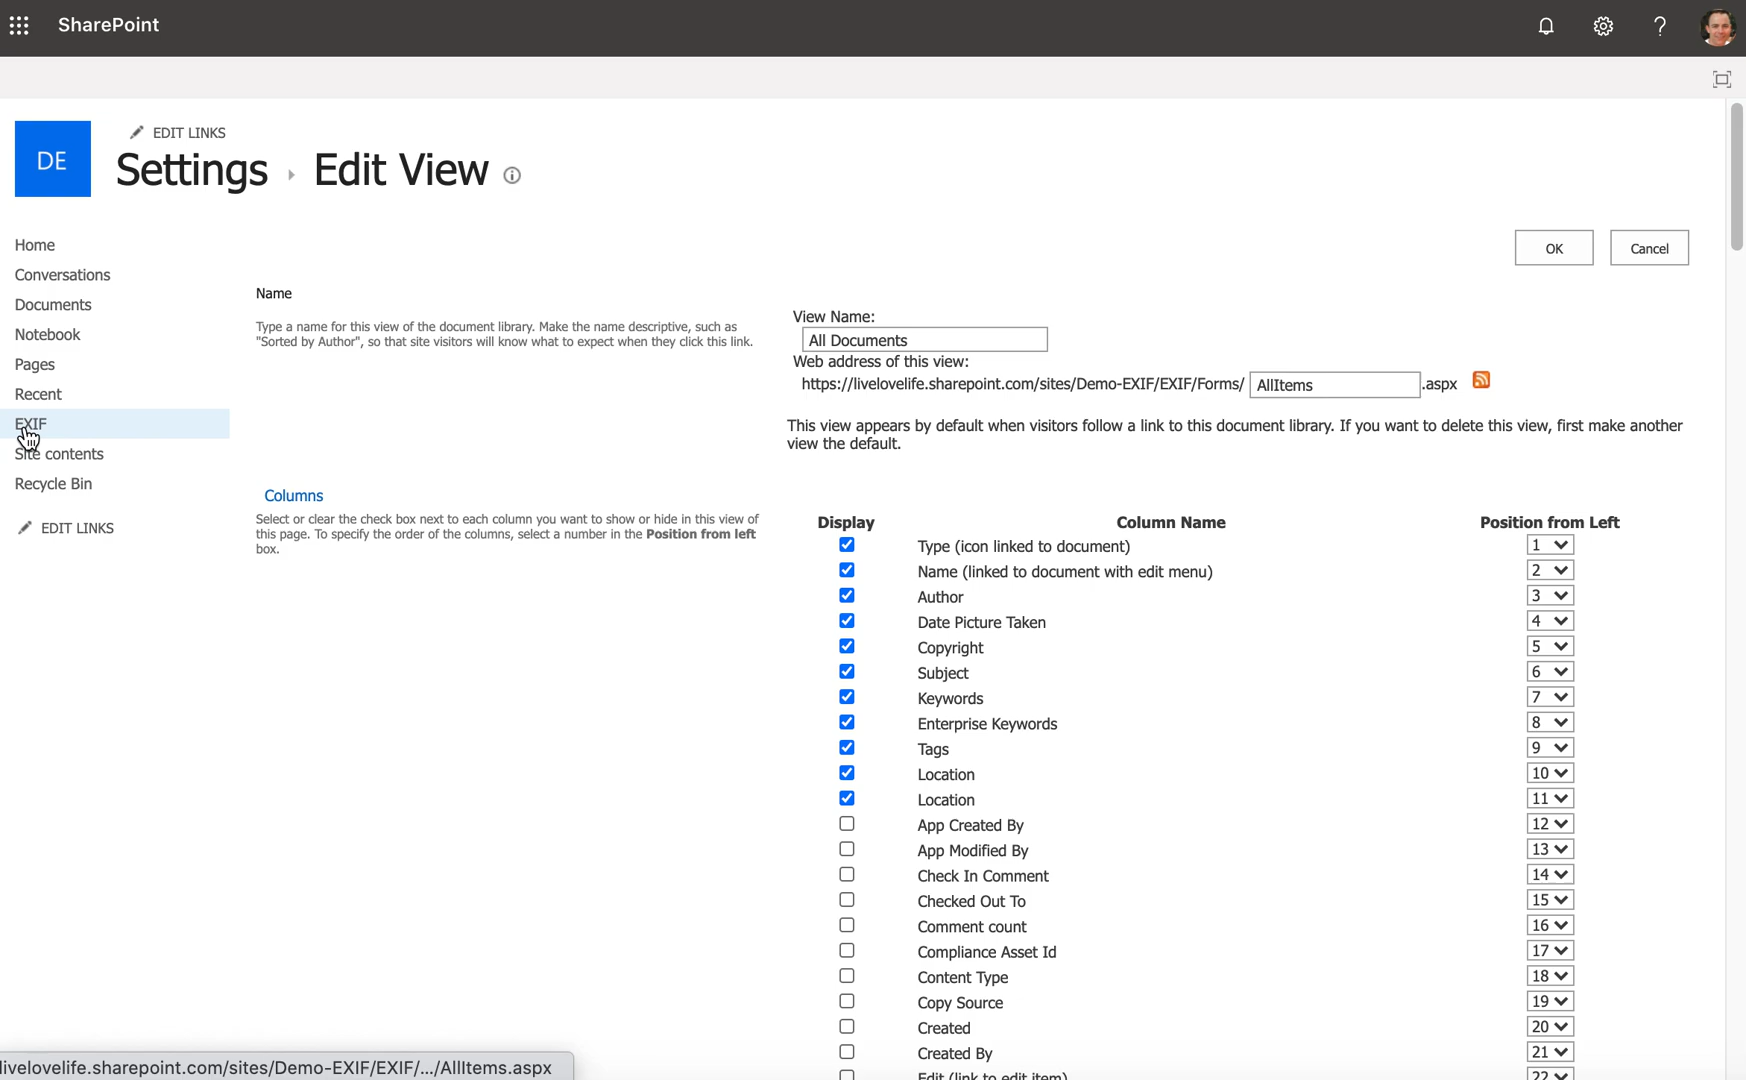 SharePoint
DE
EDIT LINKS
Settings
Edit View
OK
Cancel
Home
Conversations
Documents
Notebook
Pages
Recent
EXIF
Site contents
Recycle Bin
EDIT LINKS
Name
Type a name for this view of the document library. Make the name descriptive, such as
"Sorted by Author", so that site visitors will know what to expect when they click this link.
View Name:
All Documents
Web address of this view:
https://livelovelife.sharepoint.com/sites/Demo-EXIF/EXIF/Forms/ AllItems .aspx
This view appears by default when visitors follow a link to this document library. If you want to delete this view, first make another
view the default.
Columns
Select or clear the check box next to each column you want to show or hide in this view of
this page. To specify the order of the columns, select a number in the Position from left
box.
Display Column Name Position from Left
Type (icon linked to document) 1
Name (linked to document with edit menu) 2
Author 3
Date Picture Taken 4
Copyright 5
Subject 6
Keywords 7
Enterprise Keywords 8
Tags 9
Location 10
Location 11
App Created By 12
App Modified By 13
Check In Comment 14
Checked Out To 15
Comment count 16
Compliance Asset Id 17
Content Type 18
Copy Source 19
Created 20
Created By 21
Edit (link to edit item) 22
livelovelife.sharepoint.com/sites/Demo-EXIF/EXIF/.../AllItems.aspx